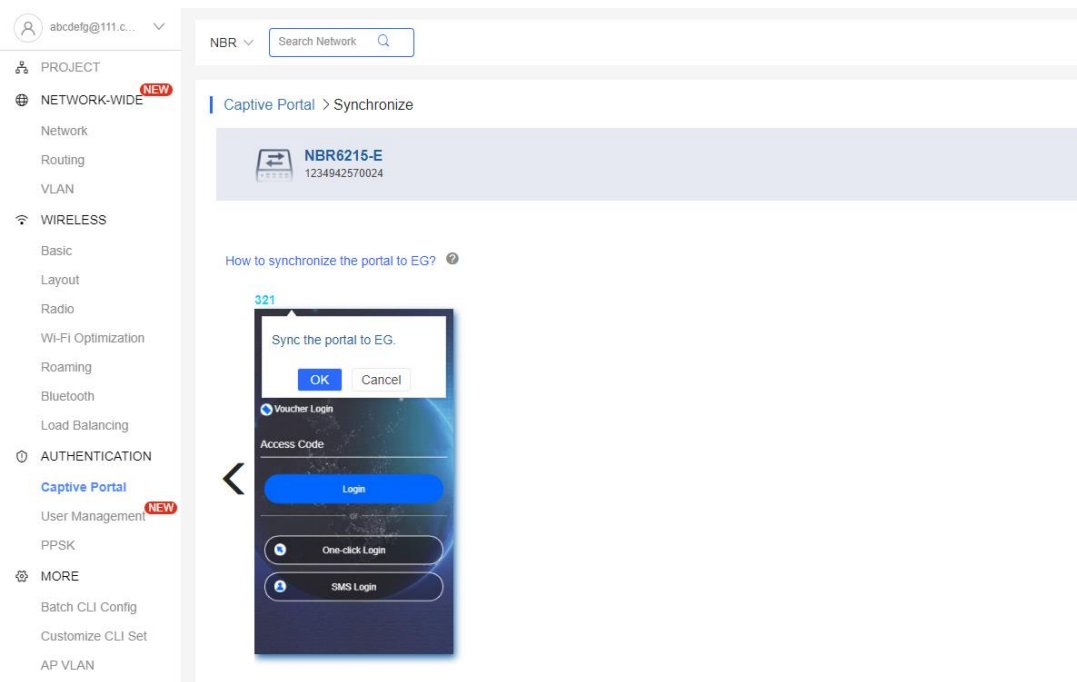 abcdefg@111.c...
PROJECT
NETWORK-WIDE NEW
Network
Routing
VLAN
WIRELESS
Basic
Layout
Radio
Wi-Fi Optimization
Roaming
Bluetooth
Load Balancing
AUTHENTICATION
Captive Portal
User Management NEW
PPSK
MORE
Batch CLI Config
Customize CLI Set
AP VLAN
NBR Search Network
Captive Portal > Synchronize
NBR6215-E
1234942570024
How to synchronize the portal to EG? ?
321
Sync the portal to EG.
OK Cancel
Voucher Login
Access Code
Login
or
One-click Login
SMS Login